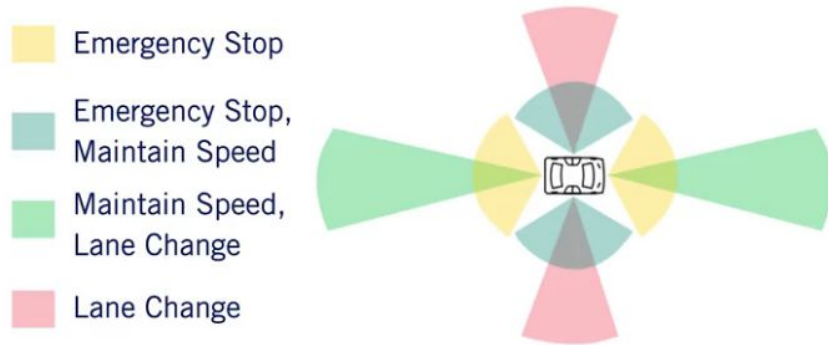 Emergency Stop
Emergency Stop,
Maintain Speed
Maintain Speed,
Lane Change
Lane Change